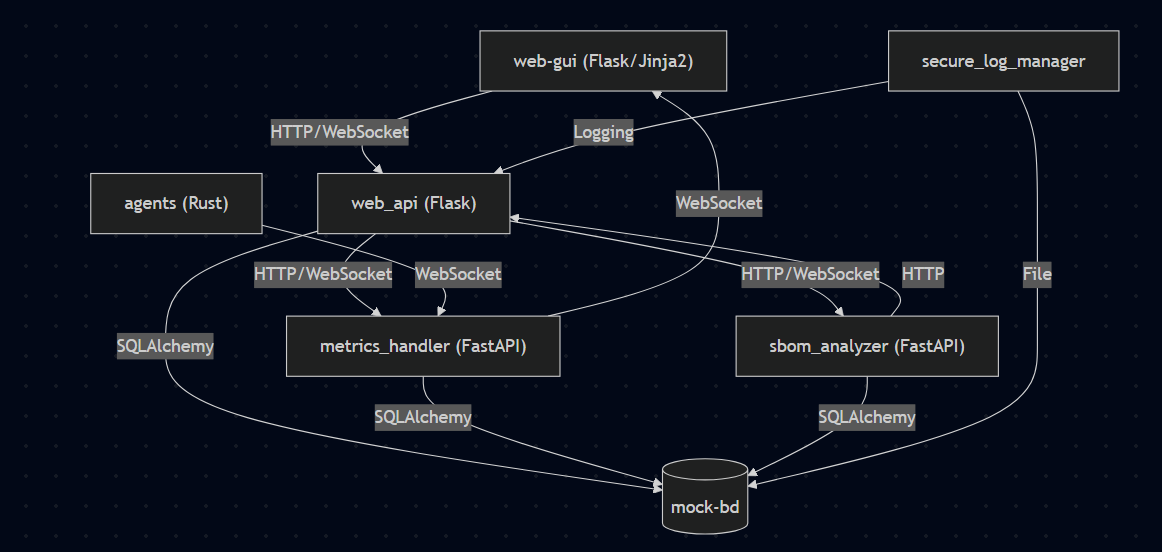 web-gui (Flask/Jinja2)
secure_log_manager
HTTP/WebSocket
Logging
agents (Rust)
web_api (Flask)
WebSocket
HTTP/WebSocket
WebSocket
HTTP/WebSocket
HTTP
File
SQLAlchemy
metrics_handler (FastAPI)
sbom_analyzer (FastAPI)
SQLAlchemy
SQLAlchemy
mock-bd